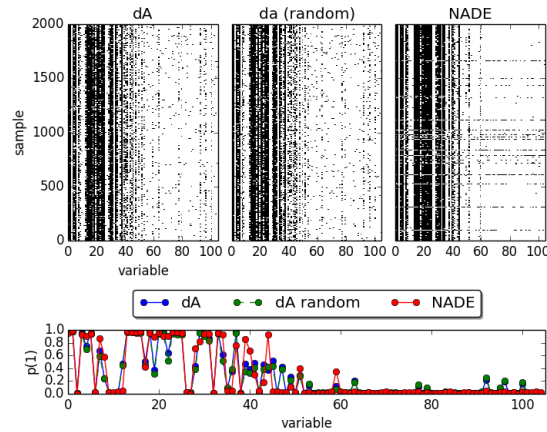 dA da (random) NADE
2000
1500
1000
500
0
sample
0 20 40 60 80 100 0 20 40 60 80 100 0 20 40 60 80 100
variable
dA dA random NADE
1.0
0.8
0.6
0.4
0.2
0.0
p(1)
0 20 40 60 80 100
variable